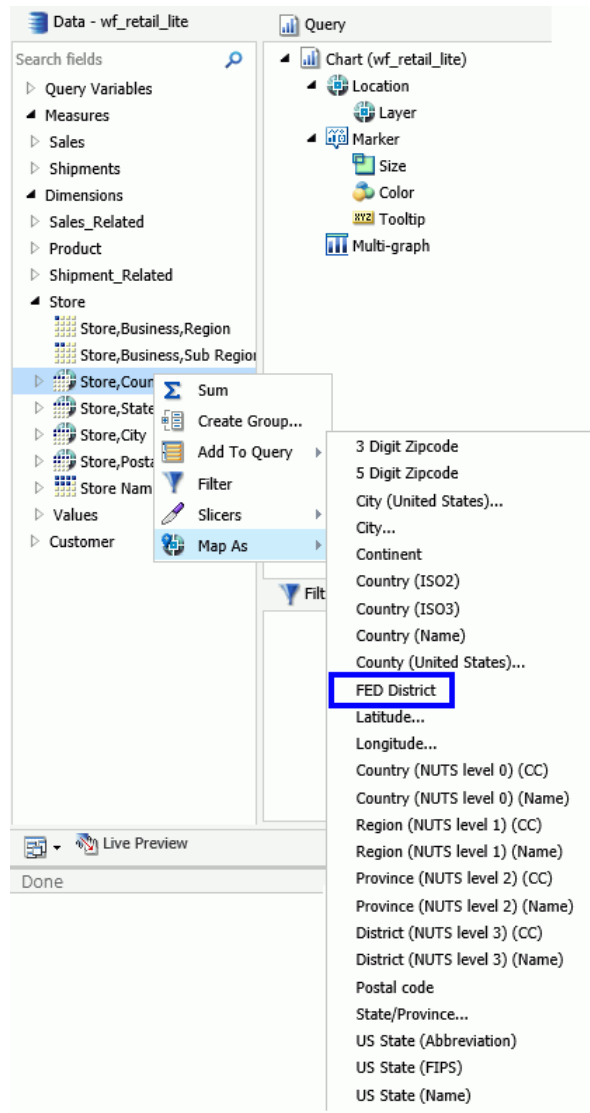 Data - wf_retail_lite
Search fields
Query Variables
Measures
Sales
Shipments
Dimensions
Sales_Related
Product
Shipment_Related
Store
Store,Business,Region
Store,Business,Sub Region
Store,Coun
Store,State
Store,City
Store,Posta
Store Nam
Values
Customer
Query
Chart (wf_retail_lite)
Location
Layer
Marker
Size
Color
XYZ Tooltip
Multi-graph
Sum
Create Group...
Add To Query
Filter
Slicers
Map As
Filt
3 Digit Zipcode
5 Digit Zipcode
City (United States)...
City...
Continent
Country (ISO2)
Country (ISO3)
Country (Name)
County (United States)...
FED District
Latitude...
Longitude...
Country (NUTS level 0) (CC)
Country (NUTS level 0) (Name)
Region (NUTS level 1) (CC)
Region (NUTS level 1) (Name)
Province (NUTS level 2) (CC)
Province (NUTS level 2) (Name)
District (NUTS level 3) (CC)
District (NUTS level 3) (Name)
Postal code
State/Province...
US State (Abbreviation)
US State (FIPS)
US State (Name)
Live Preview
Done